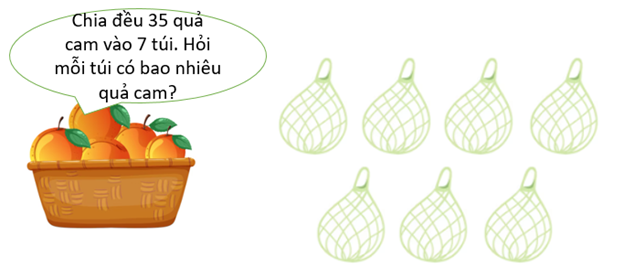 Chia đều 35 quả
cam vào 7 túi. Hỏi
mỗi túi có bao nhiêu
quả cam?